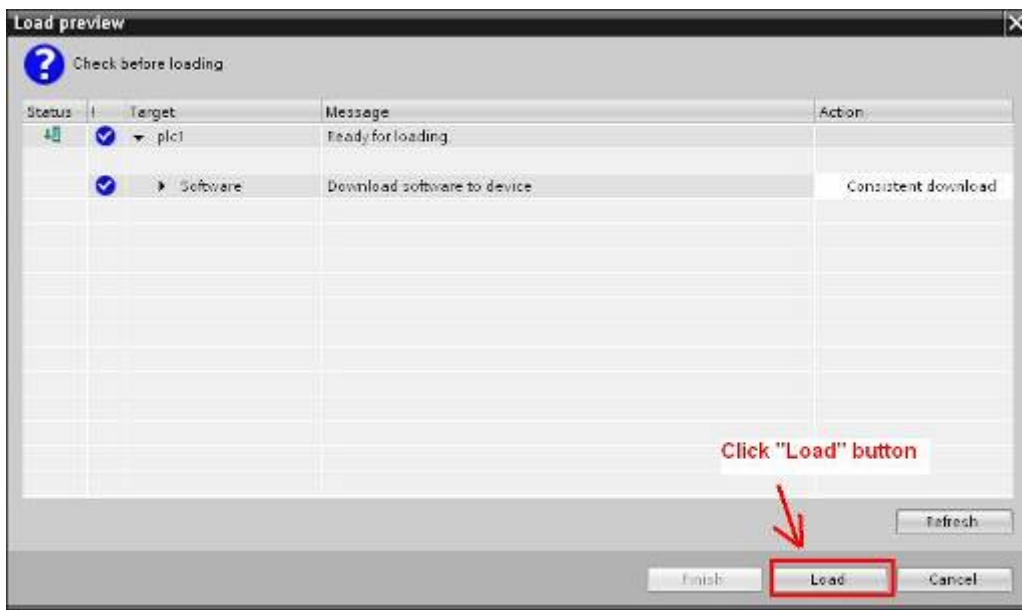 Load preview
Check before loading
Status ! Target Message Action
plc1 Ready for loading.
Software Download software to device Consistent download
Click "Load" button
Refresh
Finish Load Cancel